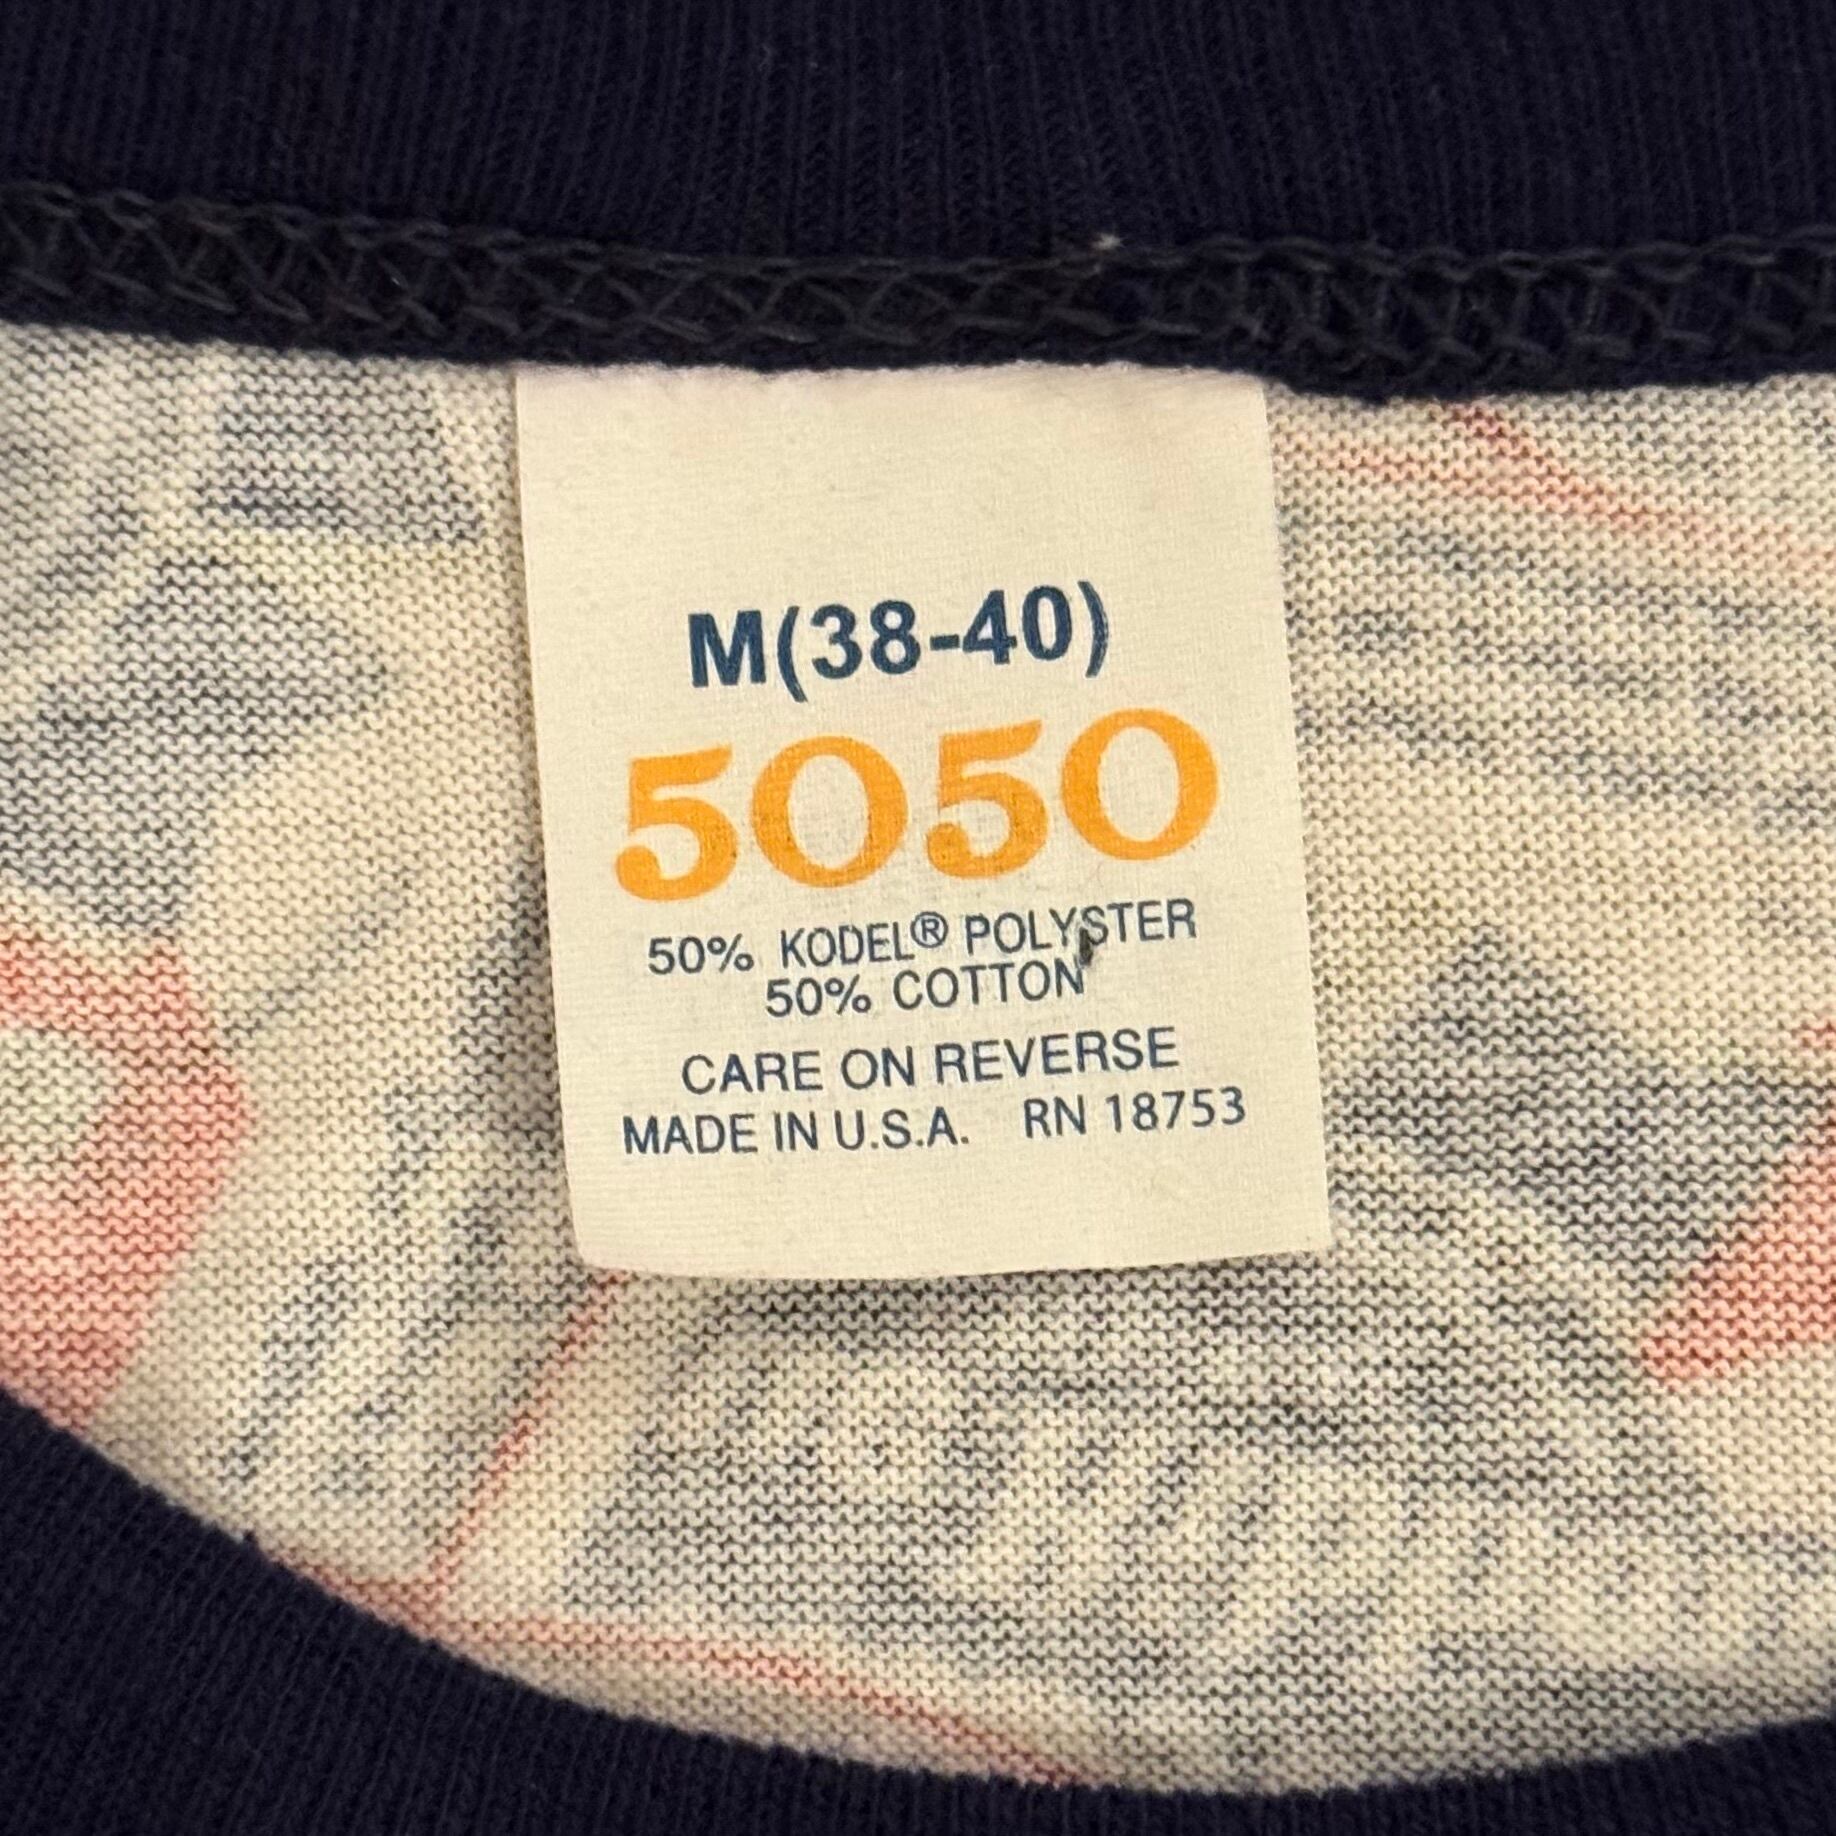 M(38-40)
5050
50% KODEL® POLYSTER
50% COTTON
CARE ON REVERSE
MADE IN U.S.A. RN 18753